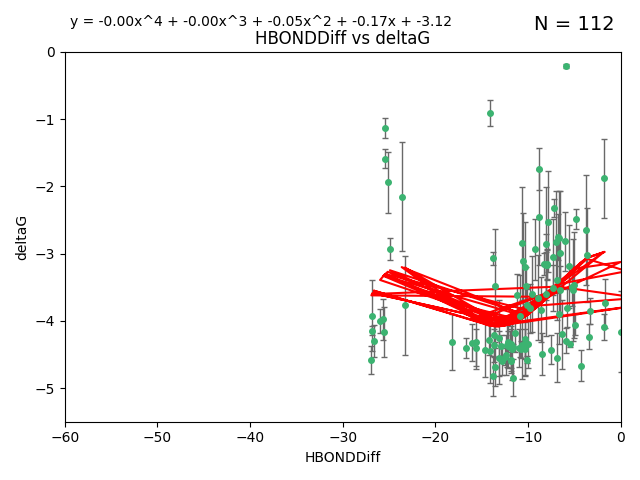 y = -0.00x^4 + -0.00x^3 + -0.05x^2 + -0.17x + -3.12
N = 112
HBONDDiff vs deltaG
0
−1
−2
−3
−4
−5
deltaG
−60
−50
−40
−30
−20
−10
0
HBONDDiff